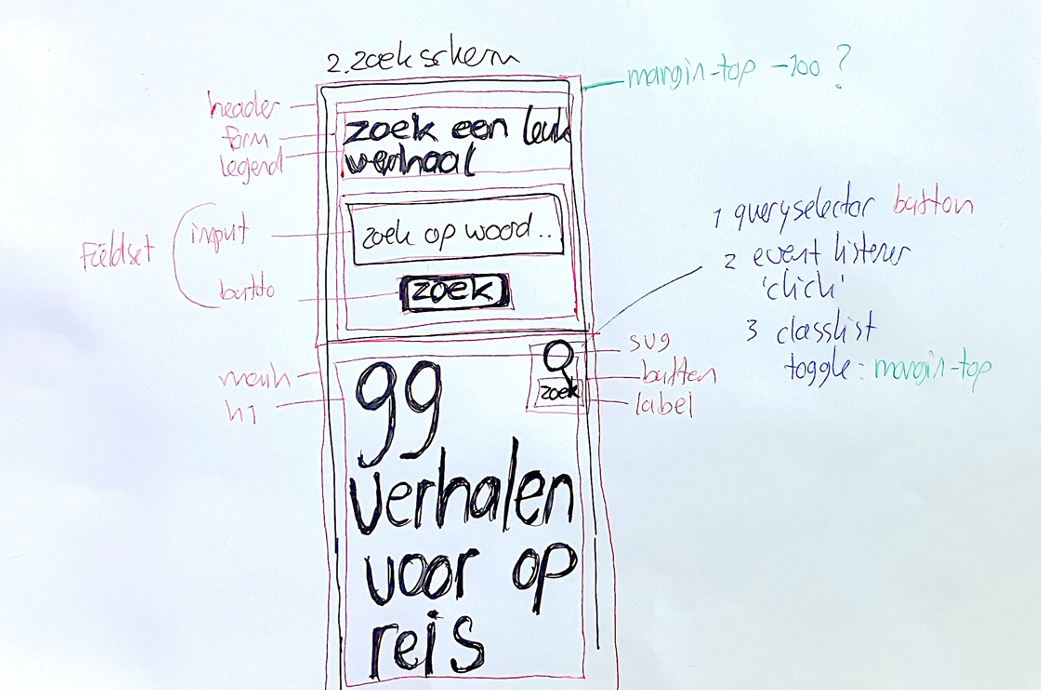 2. zoekscherm
margin-top -100 ?
header
form
legend
zoek een leuk
verhaal
Fieldset
input
zoek op woord..
butto
zoek
1 queryselector button
2 event listener
'click'
3 classlist
toggle: margin-top
svg
button
zoek
label
main
h1
99
verhalen
voor op
reis